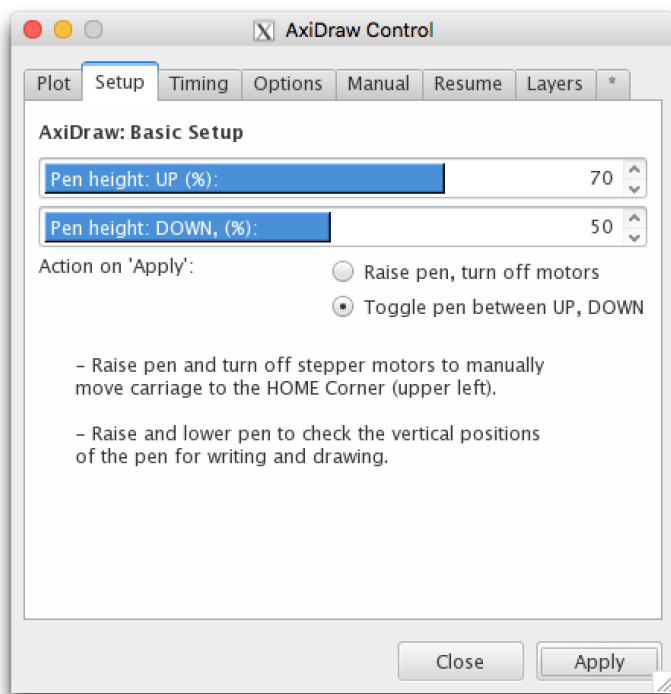 AxiDraw Control
Plot Setup Timing Options Manual Resume Layers *
AxiDraw: Basic Setup
Pen height: UP (%): 70
Pen height: DOWN, (%): 50
Action on 'Apply':
Raise pen, turn off motors
Toggle pen between UP, DOWN
– Raise pen and turn off stepper motors to manually
move carriage to the HOME Corner (upper left).
– Raise and lower pen to check the vertical positions
of the pen for writing and drawing.
Close Apply